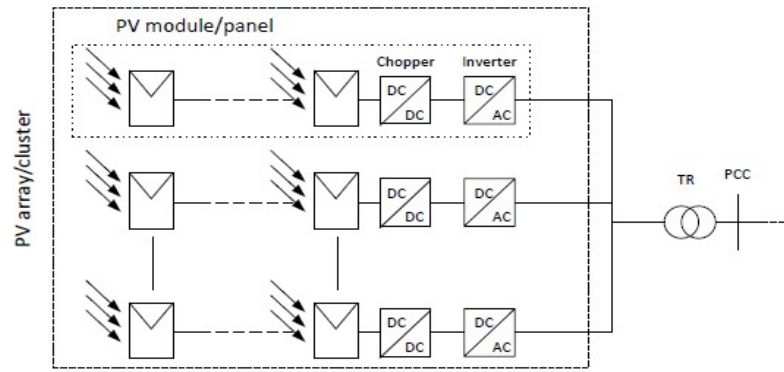 PV module/panel
Chopper
Inverter
DC
DC
DC
AC
PV array/cluster
DC
DC
DC
AC
TR
PCC
DC
DC
DC
AC